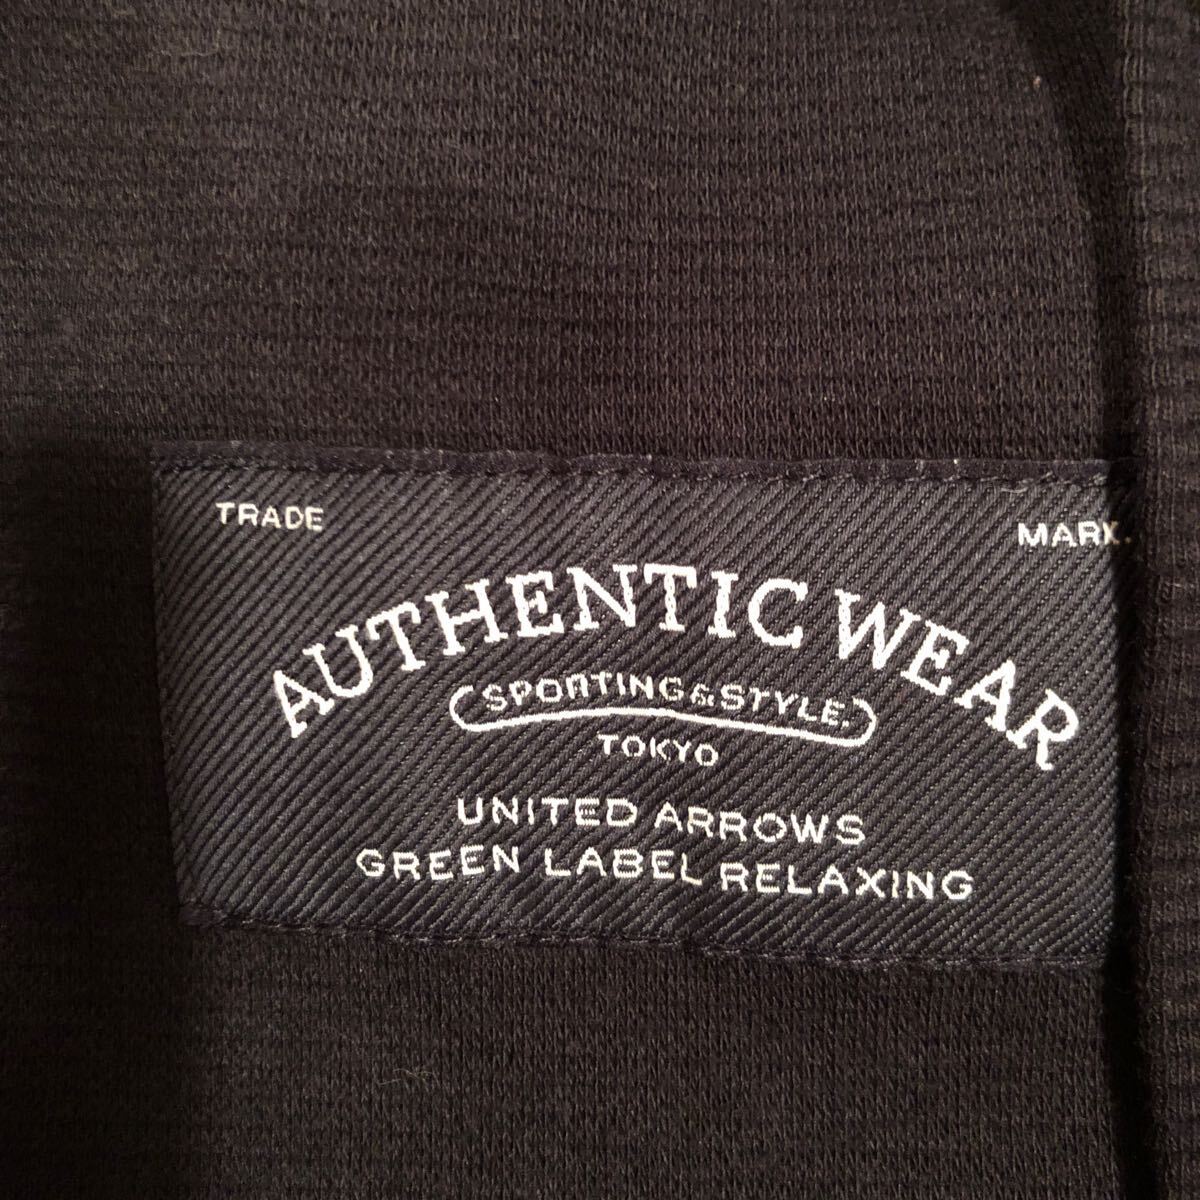 TRADE MARK.
AUTHENTIC WEAR
SPORTING & STYLE.
TOKYO
UNITED ARROWS
GREEN LABEL RELAXING